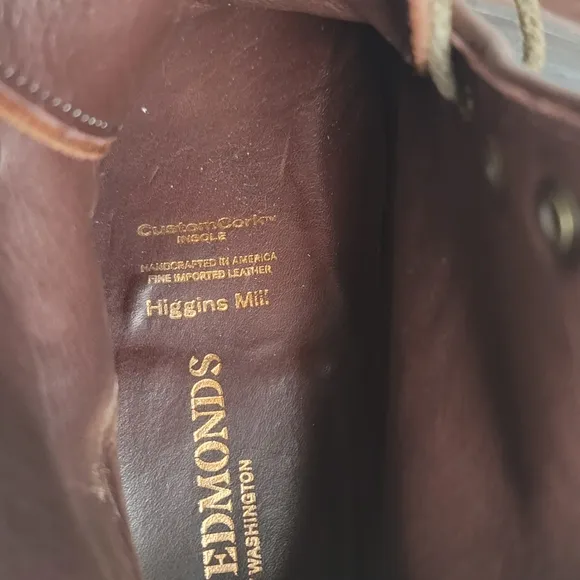 CustomCork™
INSOLE
HANDCRAFTED IN AMERICA
FINE IMPORTED LEATHER
Higgins Mill
EDMONDS
WASHINGTON